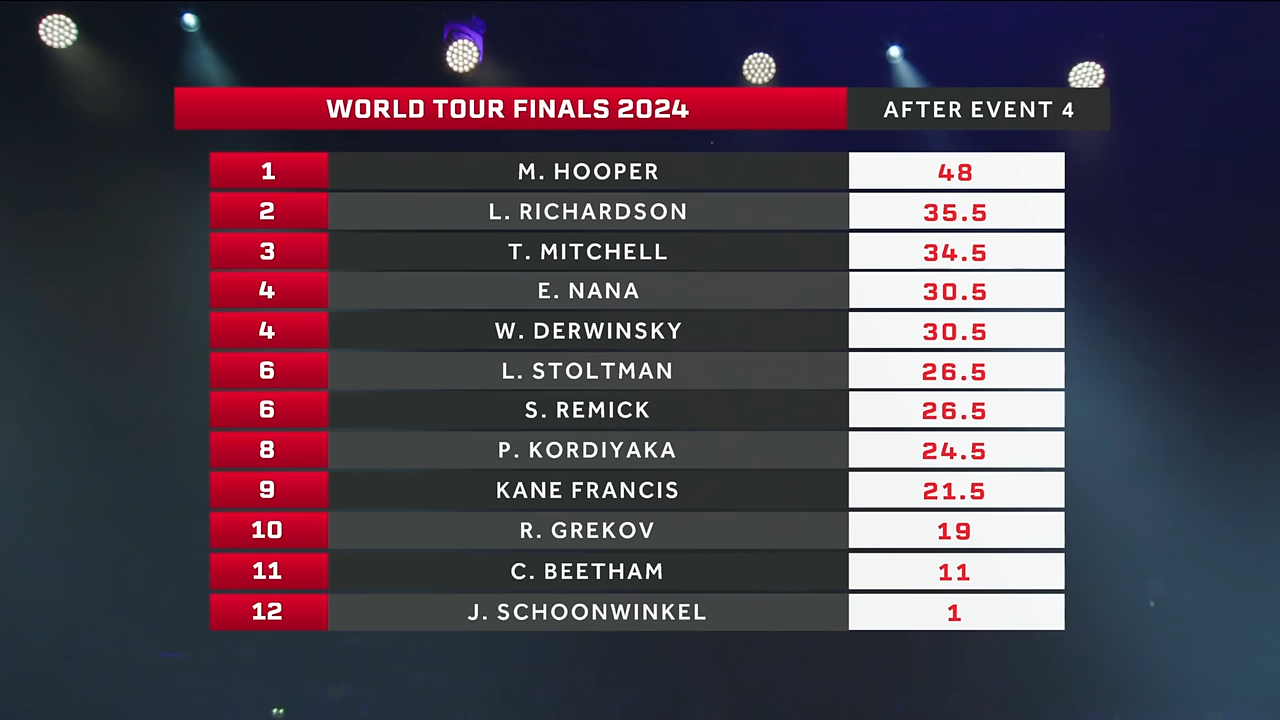 WORLD TOUR FINALS 2024 AFTER EVENT 4
1 M. HOOPER 48
2 L. RICHARDSON 35.5
3 T. MITCHELL 34.5
4 E. NANA 30.5
4 W. DERWINSKY 30.5
6 L. STOLTMAN 26.5
6 S. REMICK 26.5
8 P. KORDIYAKA 24.5
9 KANE FRANCIS 21.5
10 R. GREKOV 19
11 C. BEETHAM 11
12 J. SCHOONWINKEL 1